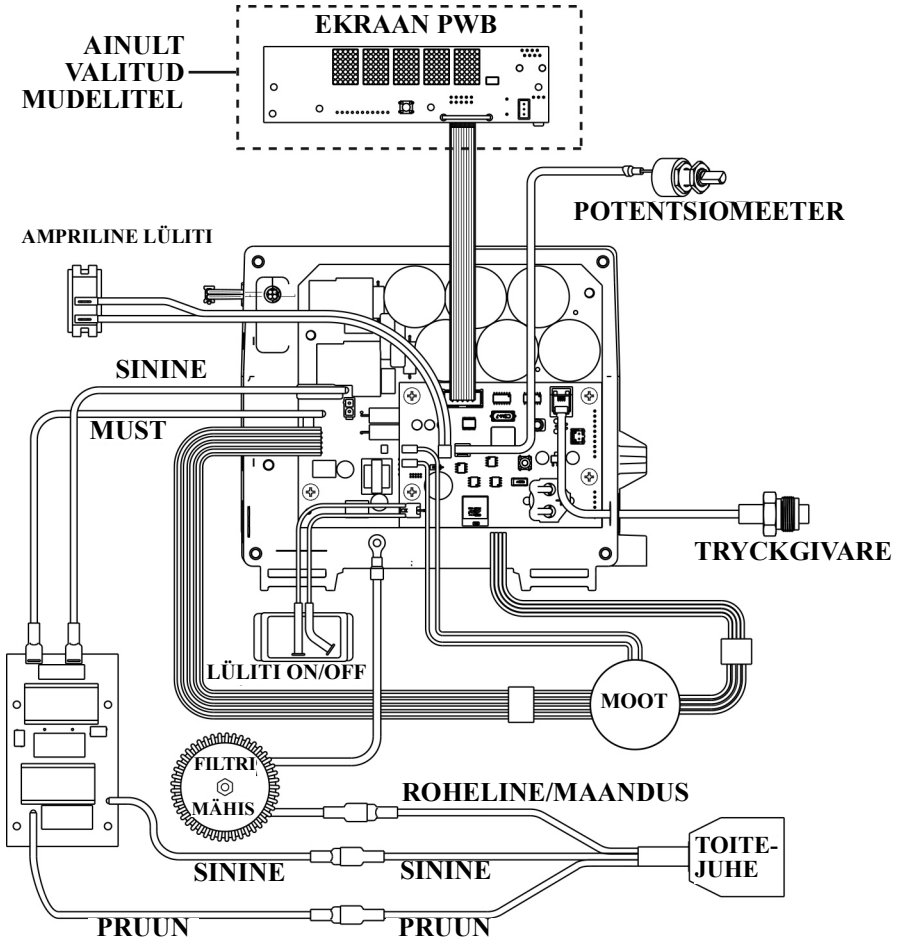 EKRAAN PWB
AINULT
VALITUD
MUDELITEL
POTENTSIOMEETER
AMPRILINE LÜLITI
SININE
MUST
TRYCKGIVARE
LÜLITI ON/OFF
MOOT
FILTRI
MÄHIS
ROHELINE/MAANDUS
TOITE-
JUHE
SININE
SININE
PRUUN
PRUUN